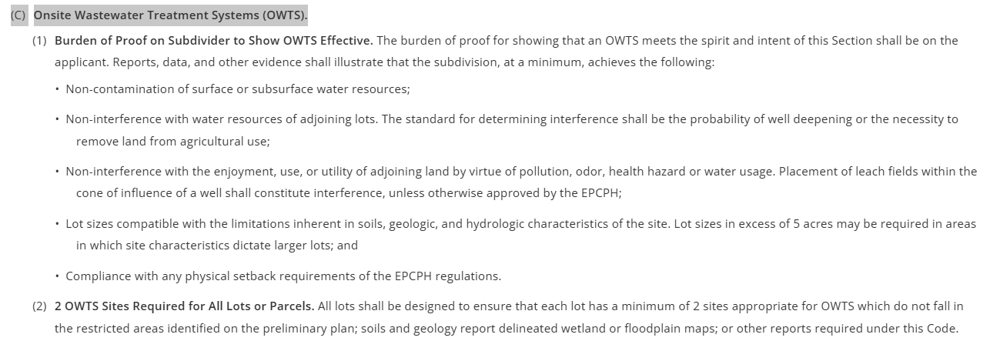 (C) Onsite Wastewater Treatment Systems (OWTS).
(1) Burden of Proof on Subdivider to Show OWTS Effective. The burden of proof for showing that an OWTS meets the spirit and intent of this Section shall be on the
applicant. Reports, data, and other evidence shall illustrate that the subdivision, at a minimum, achieves the following:
• Non-contamination of surface or subsurface water resources;
• Non-interference with water resources of adjoining lots. The standard for determining interference shall be the probability of well deepening or the necessity to
remove land from agricultural use;
• Non-interference with the enjoyment, use, or utility of adjoining land by virtue of pollution, odor, health hazard or water usage. Placement of leach fields within the
cone of influence of a well shall constitute interference, unless otherwise approved by the EPCPH;
• Lot sizes compatible with the limitations inherent in soils, geologic, and hydrologic characteristics of the site. Lot sizes in excess of 5 acres may be required in areas
in which site characteristics dictate larger lots; and
• Compliance with any physical setback requirements of the EPCPH regulations.
(2) 2 OWTS Sites Required for All Lots or Parcels. All lots shall be designed to ensure that each lot has a minimum of 2 sites appropriate for OWTS which do not fall in
the restricted areas identified on the preliminary plan; soils and geology report delineated wetland or floodplain maps; or other reports required under this Code.